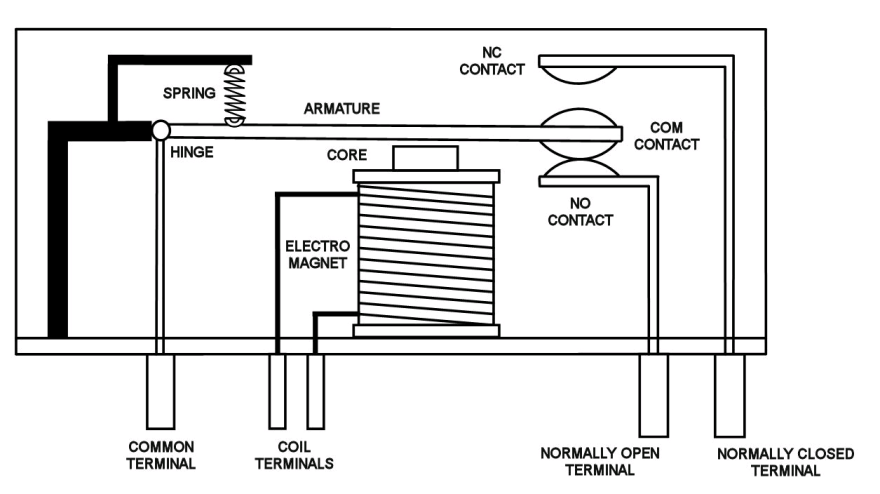 NC
CONTACT
SPRING
ARMATURE
COM
CONTACT
HINGE
CORE
NO
CONTACT
ELECTRO
MAGNET
COMMON
TERMINAL
COIL
TERMINALS
NORMALLY OPEN
TERMINAL
NORMALLY CLOSED
TERMINAL